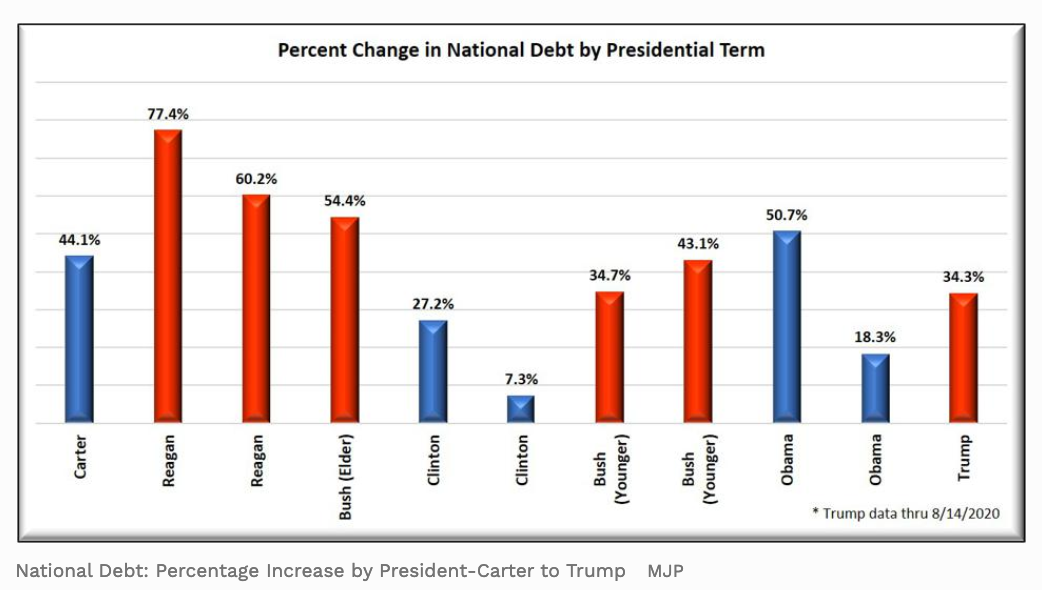 Percent Change in National Debt by Presidential Term
77.4%
60.2%
54.4%
50.7%
44.1%
43.1%
34.7%
34.3%
27.2%
18.3%
7.3%
Carter
Reagan
Reagan
Bush (Elder)
Clinton
Clinton
Bush
(Younger)
Bush
(Younger)
Obama
Obama
Trump
* Trump data thru 8/14/2020
National Debt: Percentage Increase by President-Carter to Trump MJP